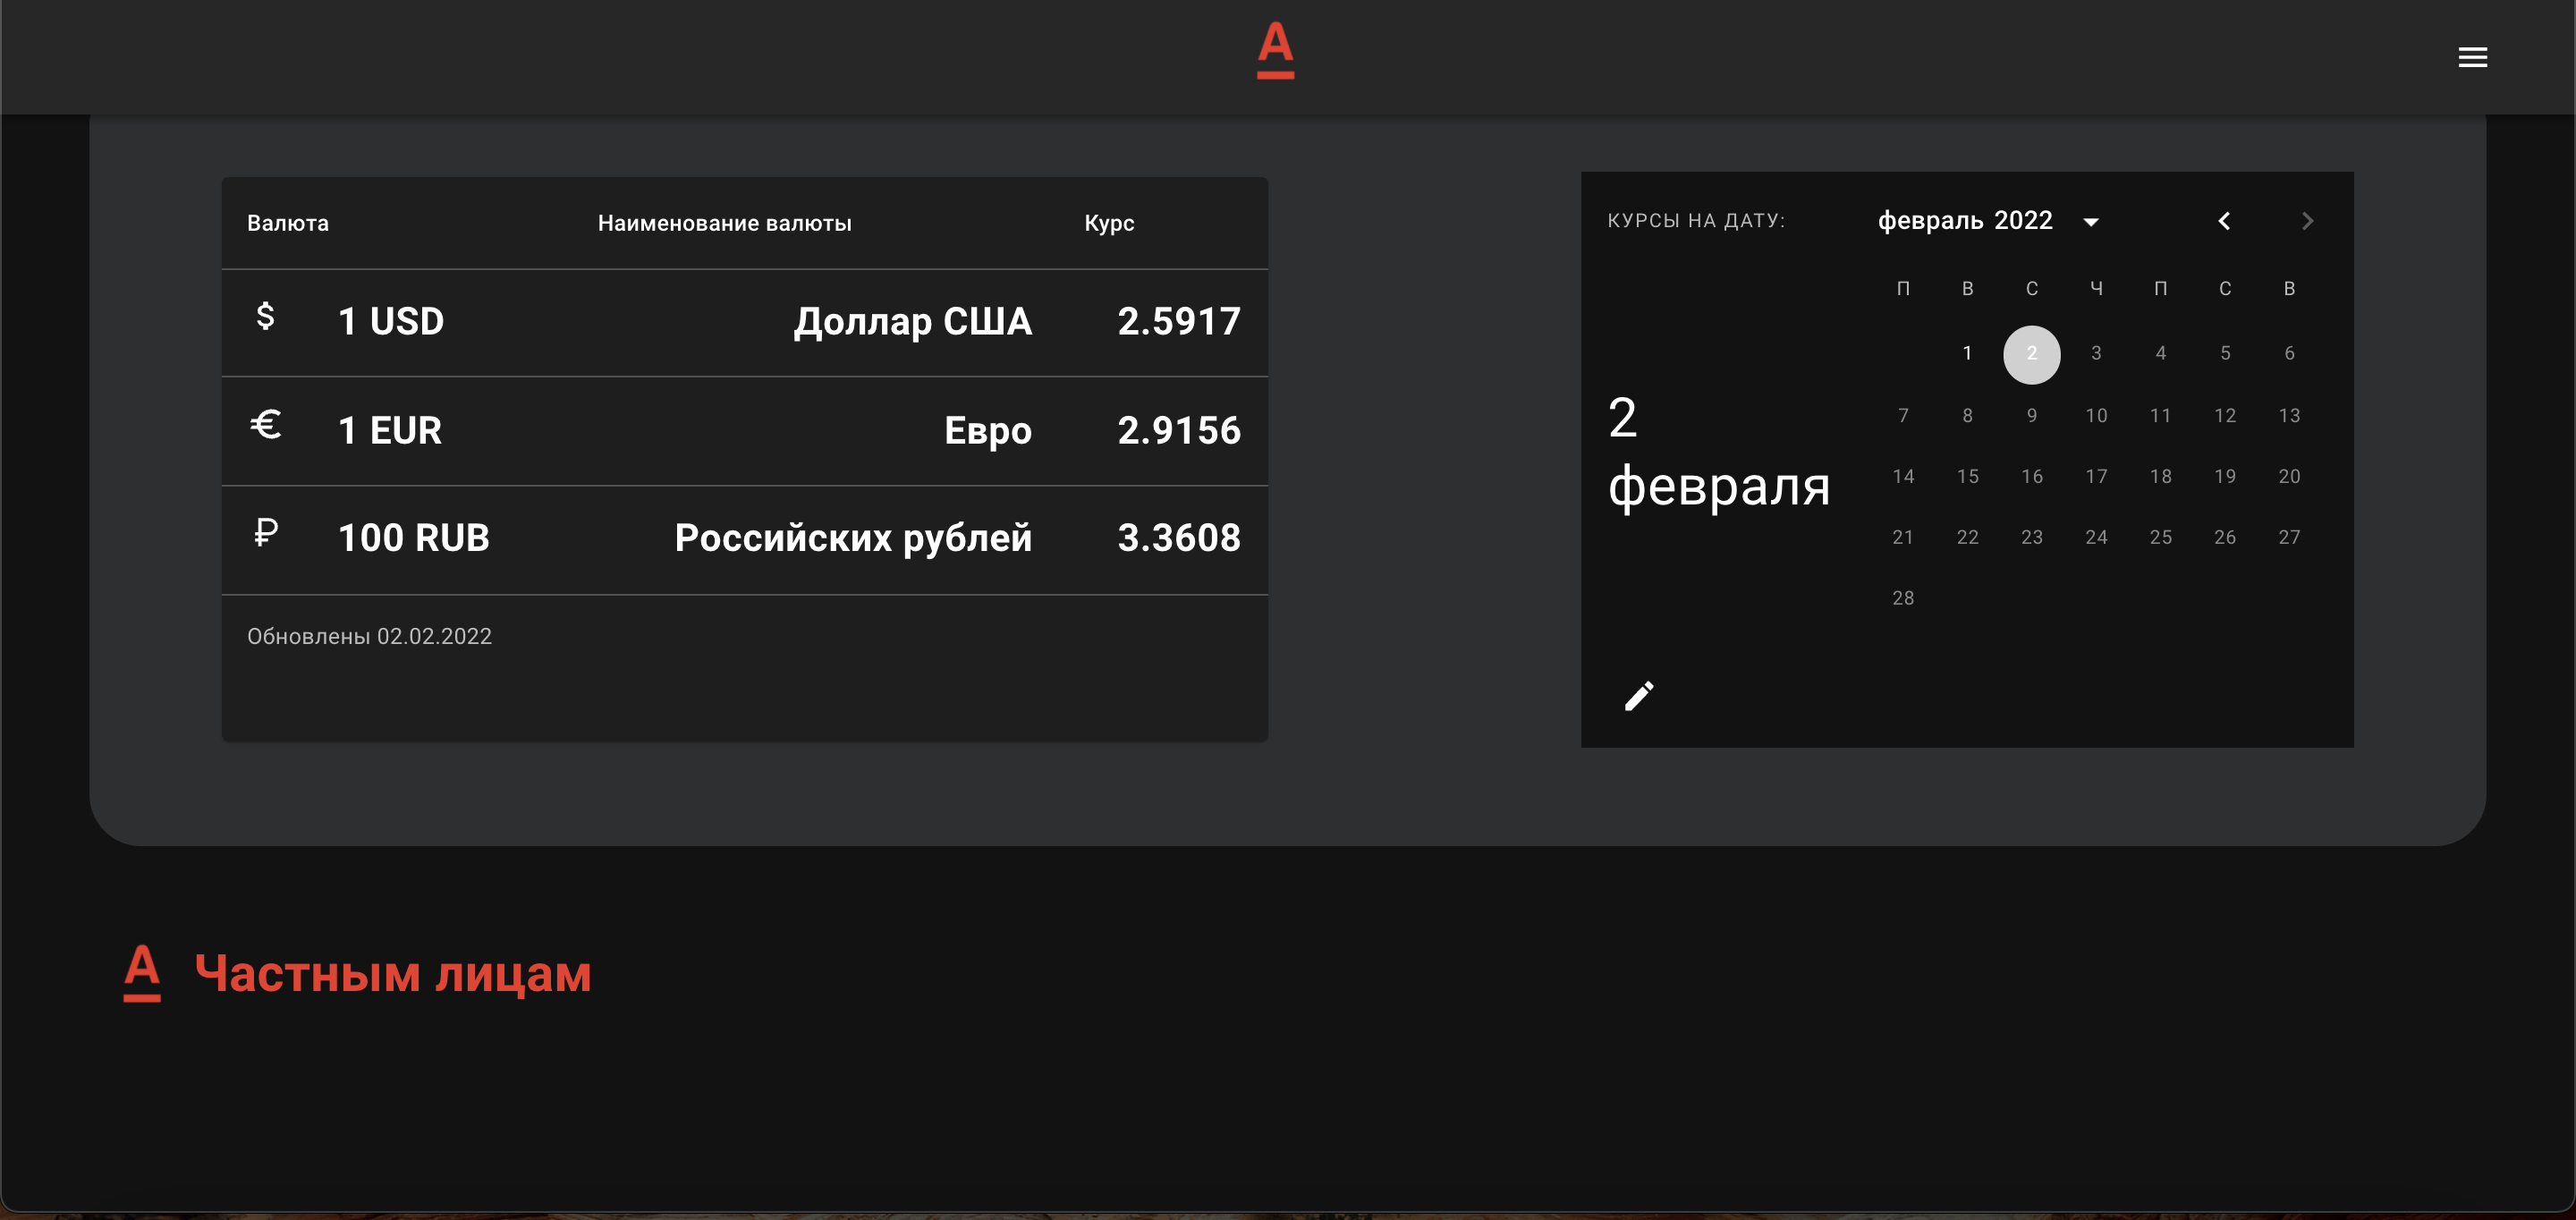 A
Валюта Наименование валюты Курс
$ 1 USD Доллар США 2.5917
€ 1 EUR Евро 2.9156
₽ 100 RUB Российских рублей 3.3608
Обновлены 02.02.2022
КУРСЫ НА ДАТУ:
2
февраля
февраль 2022
П В С Ч П С В
1 2 3 4 5 6
7 8 9 10 11 12 13
14 15 16 17 18 19 20
21 22 23 24 25 26 27
28
А Частным лицам